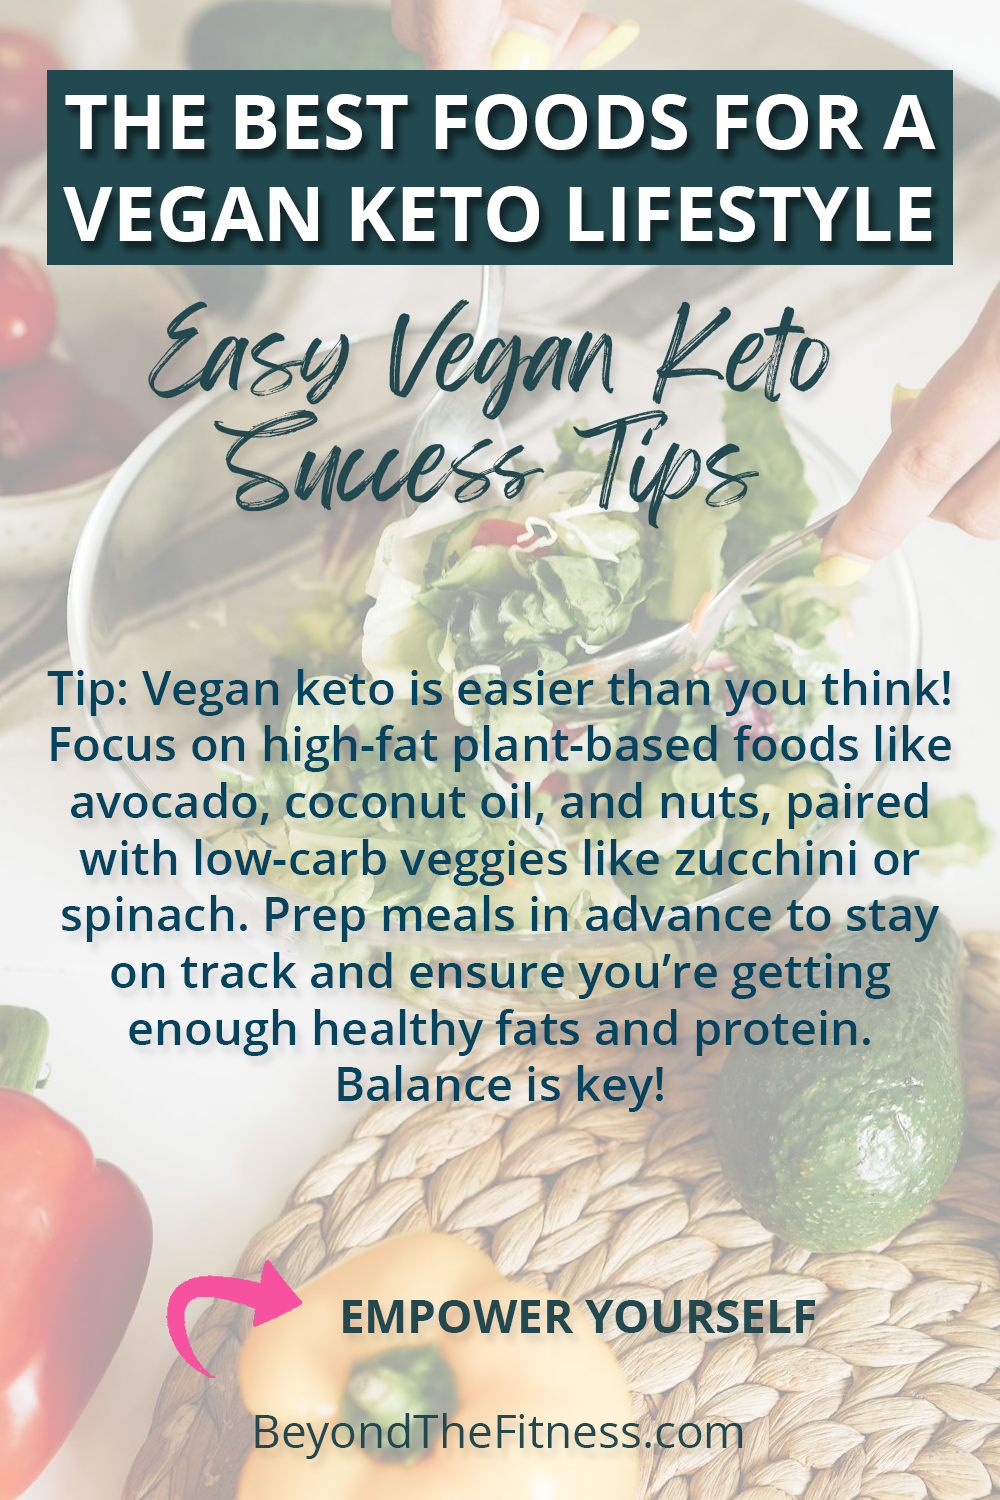 THE BEST FOODS FOR A
VEGAN KETO LIFESTYLE
Easy Vegan Keto
Success Tips
Tip: Vegan keto is easier than you think!
Focus on high-fat plant-based foods like
avocado, coconut oil, and nuts, paired
with low-carb veggies like zucchini or
spinach. Prep meals in advance to stay
on track and ensure you’re getting
enough healthy fats and protein.
Balance is key!
EMPOWER YOURSELF
BeyondTheFitness.com